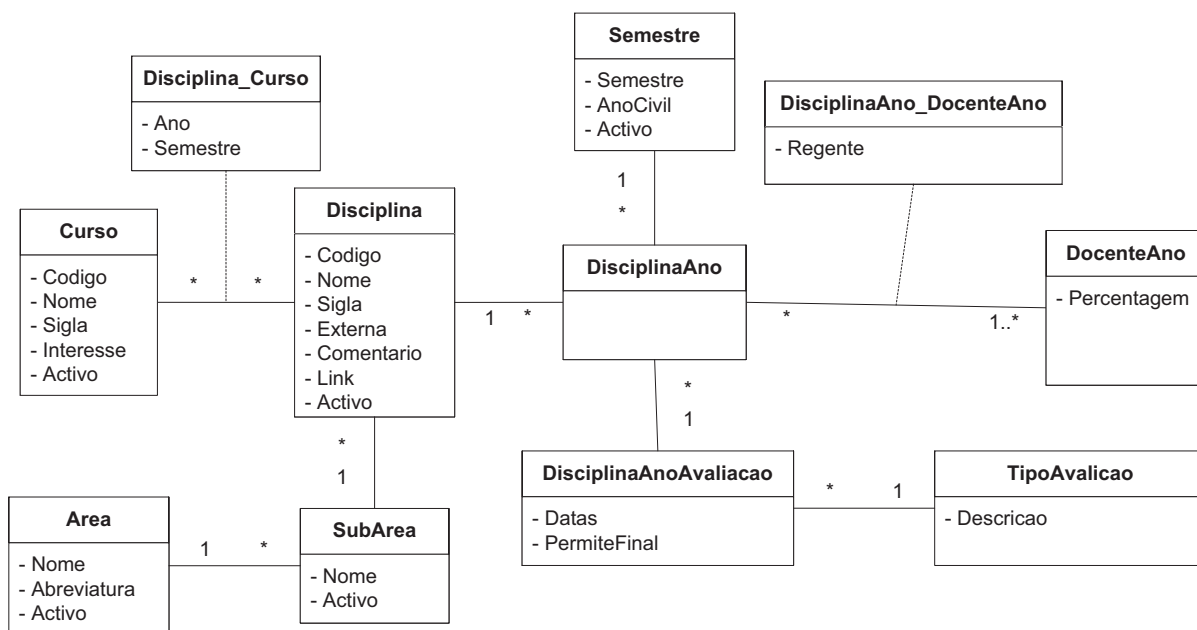 Semestre
- Semestre
- AnoCivil
- Activo
Disciplina_Curso
- Ano
- Semestre
DisciplinaAno_DocenteAno
- Regente
1
*
Disciplina
- Codigo
- Nome
- Sigla
- Externa
- Comentario
- Link
- Activo
Curso
- Codigo
- Nome
- Sigla
- Interesse
- Activo
* *
DisciplinaAno
DocenteAno
- Percentagem
1 *
* 1..*
*
1
*
1
DisciplinaAnoAvaliacao
- Datas
- PermiteFinal
* 1
TipoAvalicao
- Descricao
Area
- Nome
- Abreviatura
- Activo
1 *
SubArea
- Nome
- Activo